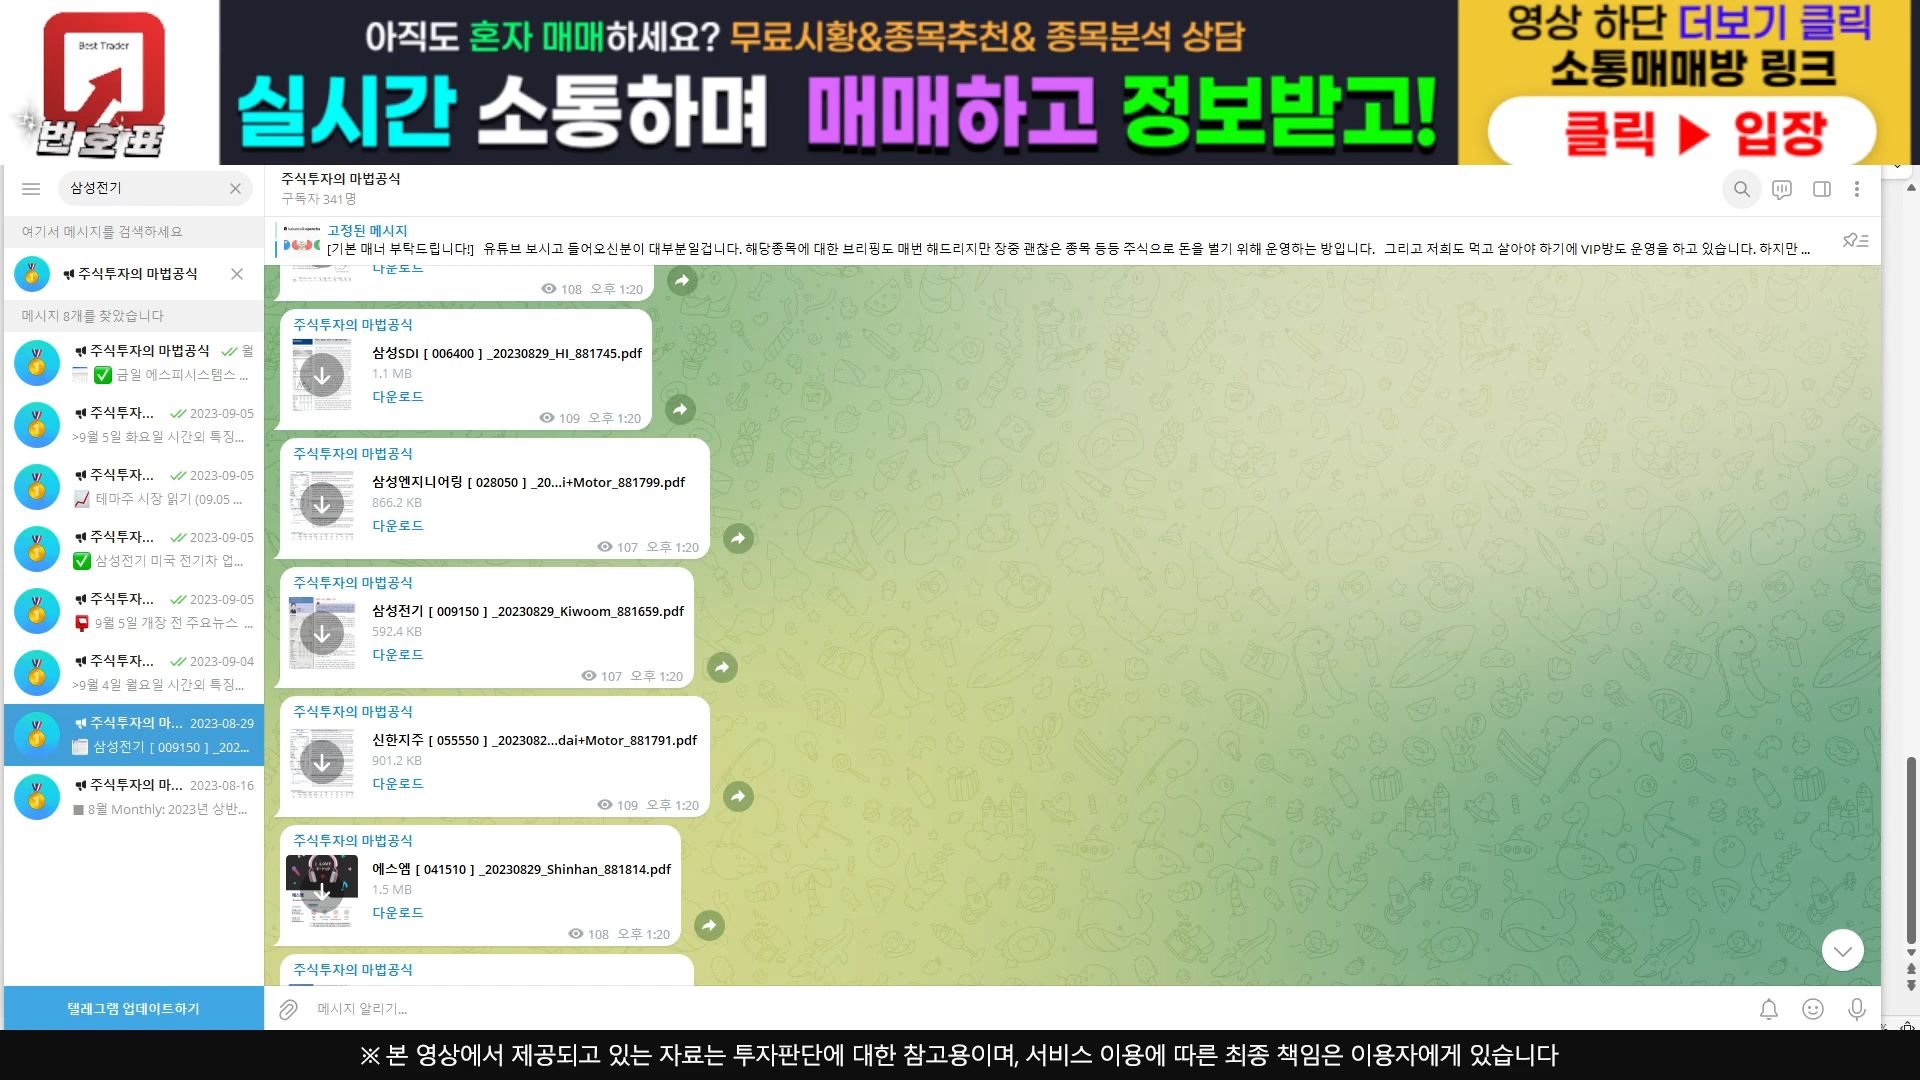 Best Trader
번호표
아직도 혼자 매매하세요? 무료시황&종목추천& 종목분석 상담
실시간 소통하며 매매하고 정보받고!
영상 하단 더보기 클릭
소통매매방 링크
클릭 ▶ 입장
삼성전기
여기서 메시지를 검색하세요
주식투자의 마법공식
메시지 8개를 찾았습니다
주식투자의 마법공식 월
✅ 금일 에스피시스템스 ...
주식투자... 2023-09-05
>9월 5일 화요일 시간외 특징...
주식투자... 2023-09-05
테마주 시장 읽기 (09.05 ...
주식투자... 2023-09-05
✅ 삼성전기 미국 전기차 업...
주식투자... 2023-09-05
9월 5일 개장 전 주요뉴스 ...
주식투자... 2023-09-04
>9월 4일 월요일 시간외 특징...
주식투자의 마... 2023-08-29
삼성전기 [ 009150 ] _202...
주식투자의 마... 2023-08-16
■ 8월 Monthly: 2023년 상반...
텔레그램 업데이트하기
주식투자의 마법공식
구독자 341명
고정된 메시지
[기본 매너 부탁드립니다!] 유튜브 보시고 들어오신분이 대부분일겁니다. 해당종목에 대한 브리핑도 매번 해드리지만 장중 괜찮은 종목 등등 주식으로 돈을 벌기 위해 운영하는 방입니다. 그리고 저희도 먹고 살아야 하기에 VIP방도 운영을 하고 있습니다. 하지만 ...
다운로드
108 오후 1:20
주식투자의 마법공식
삼성SDI [ 006400 ] _20230829_HI_881745.pdf
1.1 MB
다운로드
109 오후 1:20
주식투자의 마법공식
삼성엔지니어링 [ 028050 ] _20...i+Motor_881799.pdf
866.2 KB
다운로드
107 오후 1:20
주식투자의 마법공식
삼성전기 [ 009150 ] _20230829_Kiwoom_881659.pdf
592.4 KB
다운로드
107 오후 1:20
주식투자의 마법공식
신한지주 [ 055550 ] _2023082...dai+Motor_881791.pdf
901.2 KB
다운로드
109 오후 1:20
주식투자의 마법공식
에스엠 [ 041510 ] _20230829_Shinhan_881814.pdf
1.5 MB
다운로드
108 오후 1:20
주식투자의 마법공식
메시지 알리기...
※ 본 영상에서 제공되고 있는 자료는 투자판단에 대한 참고용이며, 서비스 이용에 따른 최종 책임은 이용자에게 있습니다